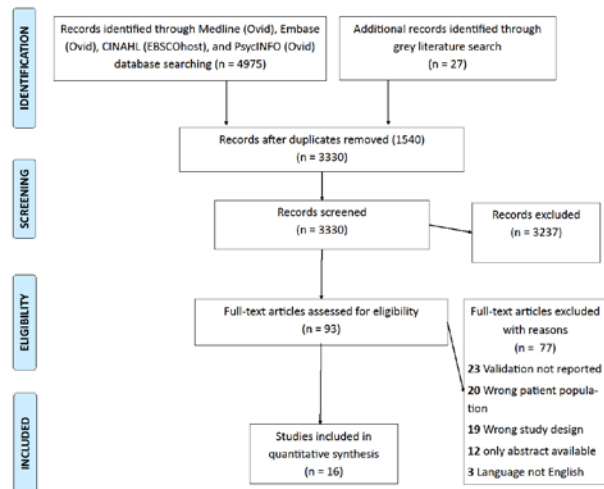 IDENTIFICATION
Records identified through Medline (Ovid), Embase
(Ovid), CINAHL (EBSCOhost), and PsycINFO (Ovid)
database searching (n = 4975)
Additional records identified through
grey literature search
(n = 27)
Records after duplicates removed (1540)
(n = 3330)
SCREENING
Records screened
(n = 3330)
Records excluded
(n = 3237)
ELIGIBILITY
Full-text articles assessed for eligibility
(n = 93)
Full-text articles excluded
with reasons
(n = 77)
23 Validation not reported
20 Wrong patient popula-
tion
19 Wrong study design
12 only abstract available
3 Language not English
INCLUDED
Studies included in
quantitative synthesis
(n = 16)